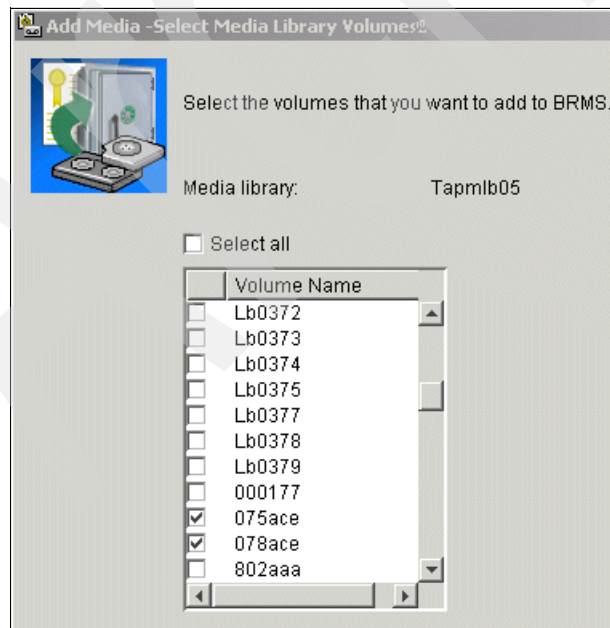 Add Media -Select Media Library Volumes
Select the volumes that you want to add to BRMS.
Media library: Tapmlb05
Select all
Volume Name
Lb0372
Lb0373
Lb0374
Lb0375
Lb0377
Lb0378
Lb0379
000177
075ace
078ace
802aaa